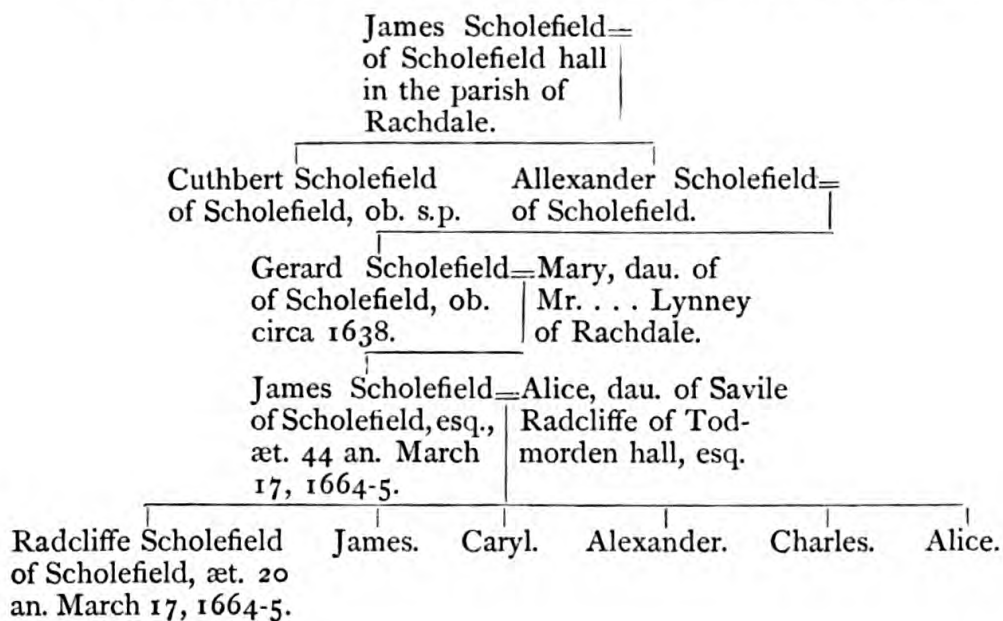 James Scholefield=
of Scholefield hall
in the parish of
Rachdale.
Cuthbert Scholefield
of Scholefield, ob. s.p.
Allexander Scholefield=
of Scholefield.
Gerard Scholefield=Mary, dau. of
of Scholefield, ob. Mr. . . . Lynney
circa 1638. of Rachdale.
James Scholefield=Alice, dau. of Savile
of Scholefield, esq., Radcliffe of Tod-
æt. 44 an. March morden hall, esq.
17, 1664-5.
Radcliffe Scholefield James. Caryl. Alexander. Charles. Alice.
of Scholefield, æt. 20
an. March 17, 1664-5.